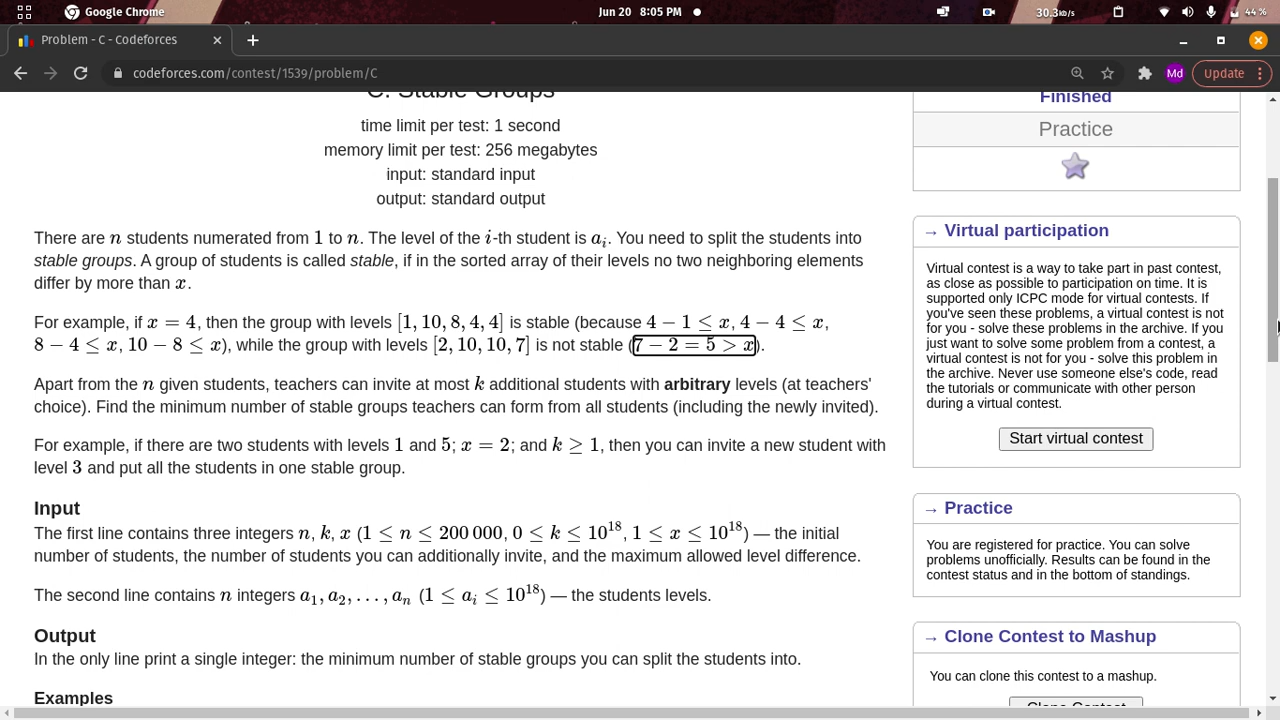 Google Chrome
Jun 20 8:05 PM
30.3kb/s
44 %
Problem - C - Codeforces
codeforces.com/contest/1539/problem/C
Md
Update
C. Stable Groups
time limit per test: 1 second
memory limit per test: 256 megabytes
input: standard input
output: standard output
There are n students numerated from 1 to n. The level of the i-th student is aᵢ. You need to split the students into
stable groups. A group of students is called stable, if in the sorted array of their levels no two neighboring elements
differ by more than x.
For example, if x = 4, then the group with levels [1, 10, 8, 4, 4] is stable (because 4 − 1 ≤ x, 4 − 4 ≤ x,
8 − 4 ≤ x, 10 − 8 ≤ x), while the group with levels [2, 10, 10, 7] is not stable (7 − 2 = 5 > x).
Apart from the n given students, teachers can invite at most k additional students with arbitrary levels (at teachers'
choice). Find the minimum number of stable groups teachers can form from all students (including the newly invited).
For example, if there are two students with levels 1 and 5; x = 2; and k ≥ 1, then you can invite a new student with
level 3 and put all the students in one stable group.
Input
The first line contains three integers n, k, x (1 ≤ n ≤ 200 000, 0 ≤ k ≤ 10¹⁸, 1 ≤ x ≤ 10¹⁸) — the initial
number of students, the number of students you can additionally invite, and the maximum allowed level difference.
The second line contains n integers a₁, a₂, . . . , aₙ (1 ≤ aᵢ ≤ 10¹⁸) — the students levels.
Output
In the only line print a single integer: the minimum number of stable groups you can split the students into.
Examples
Finished
Practice
→ Virtual participation
Virtual contest is a way to take part in past contest,
as close as possible to participation on time. It is
supported only ICPC mode for virtual contests. If
you've seen these problems, a virtual contest is not
for you - solve these problems in the archive. If you
just want to solve some problem from a contest, a
virtual contest is not for you - solve this problem in
the archive. Never use someone else's code, read
the tutorials or communicate with other person
during a virtual contest.
Start virtual contest
→ Practice
You are registered for practice. You can solve
problems unofficially. Results can be found in the
contest status and in the bottom of standings.
→ Clone Contest to Mashup
You can clone this contest to a mashup.
Clone Contest